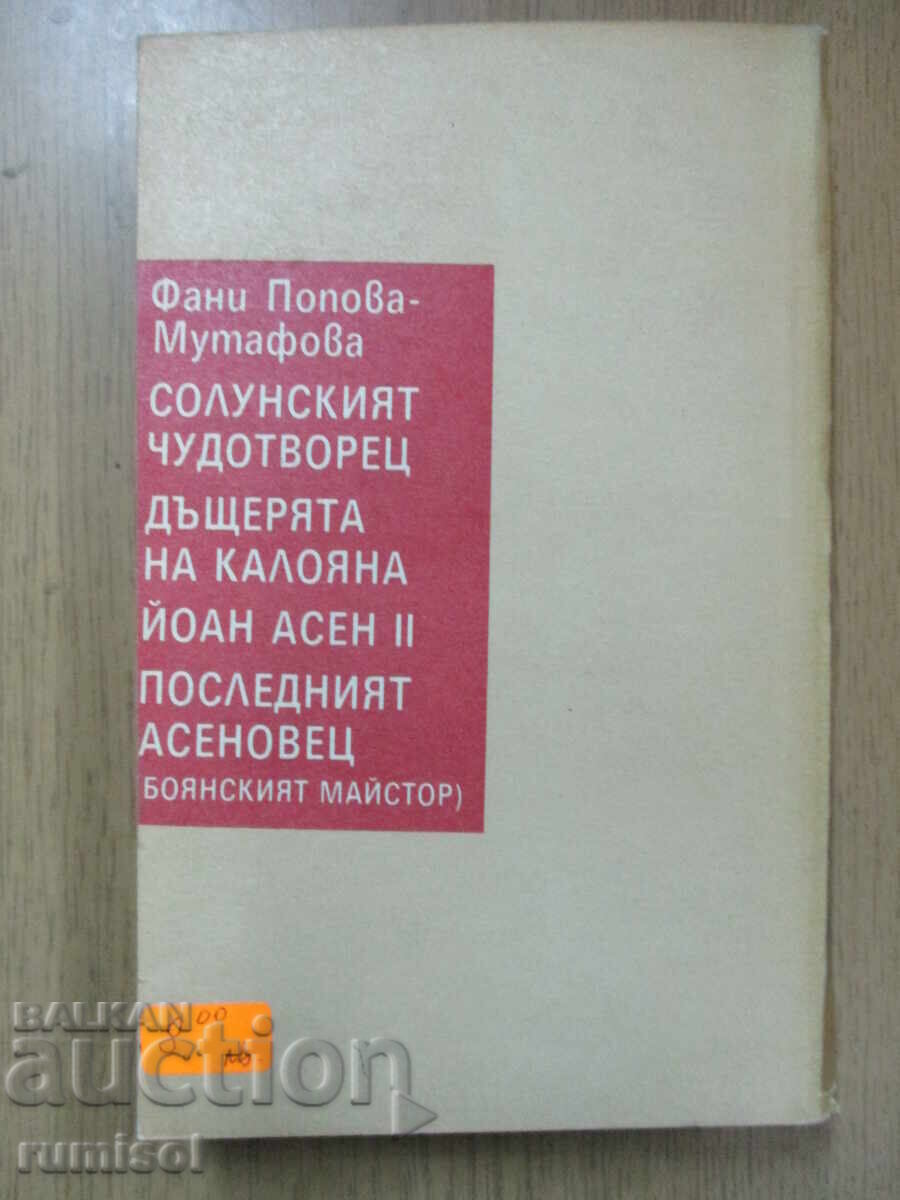 Фани Попова-
Мутафова
СОЛУНСКИЯТ
ЧУДОТВОРЕЦ
ДЪЩЕРЯТА
НА КАЛОЯНА
ЙОАН АСЕН II
ПОСЛЕДНИЯТ
АСЕНОВЕЦ
(БОЯНСКИЯТ МАЙСТОР)
BALKAN
auction
rumisol